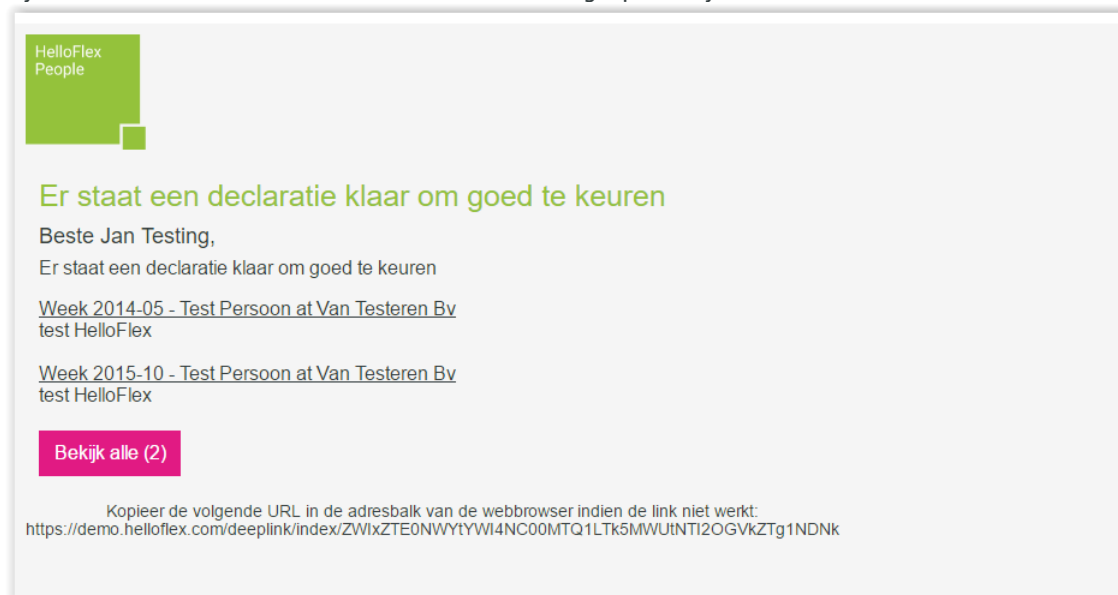 HelloFlex
People
Er staat een declaratie klaar om goed te keuren
Beste Jan Testing,
Er staat een declaratie klaar om goed te keuren
Week 2014-05 - Test Persoon at Van Testeren Bv
test HelloFlex
Week 2015-10 - Test Persoon at Van Testeren Bv
test HelloFlex
Bekijk alle (2)
Kopieer de volgende URL in de adresbalk van de webbrowser indien de link niet werkt:
https://demo.helloflex.com/deeplink/index/ZWIxZTE0NWYtYWI4NC00MTQ1LTk5MWUtNTI2OGVkZTg1NDNk